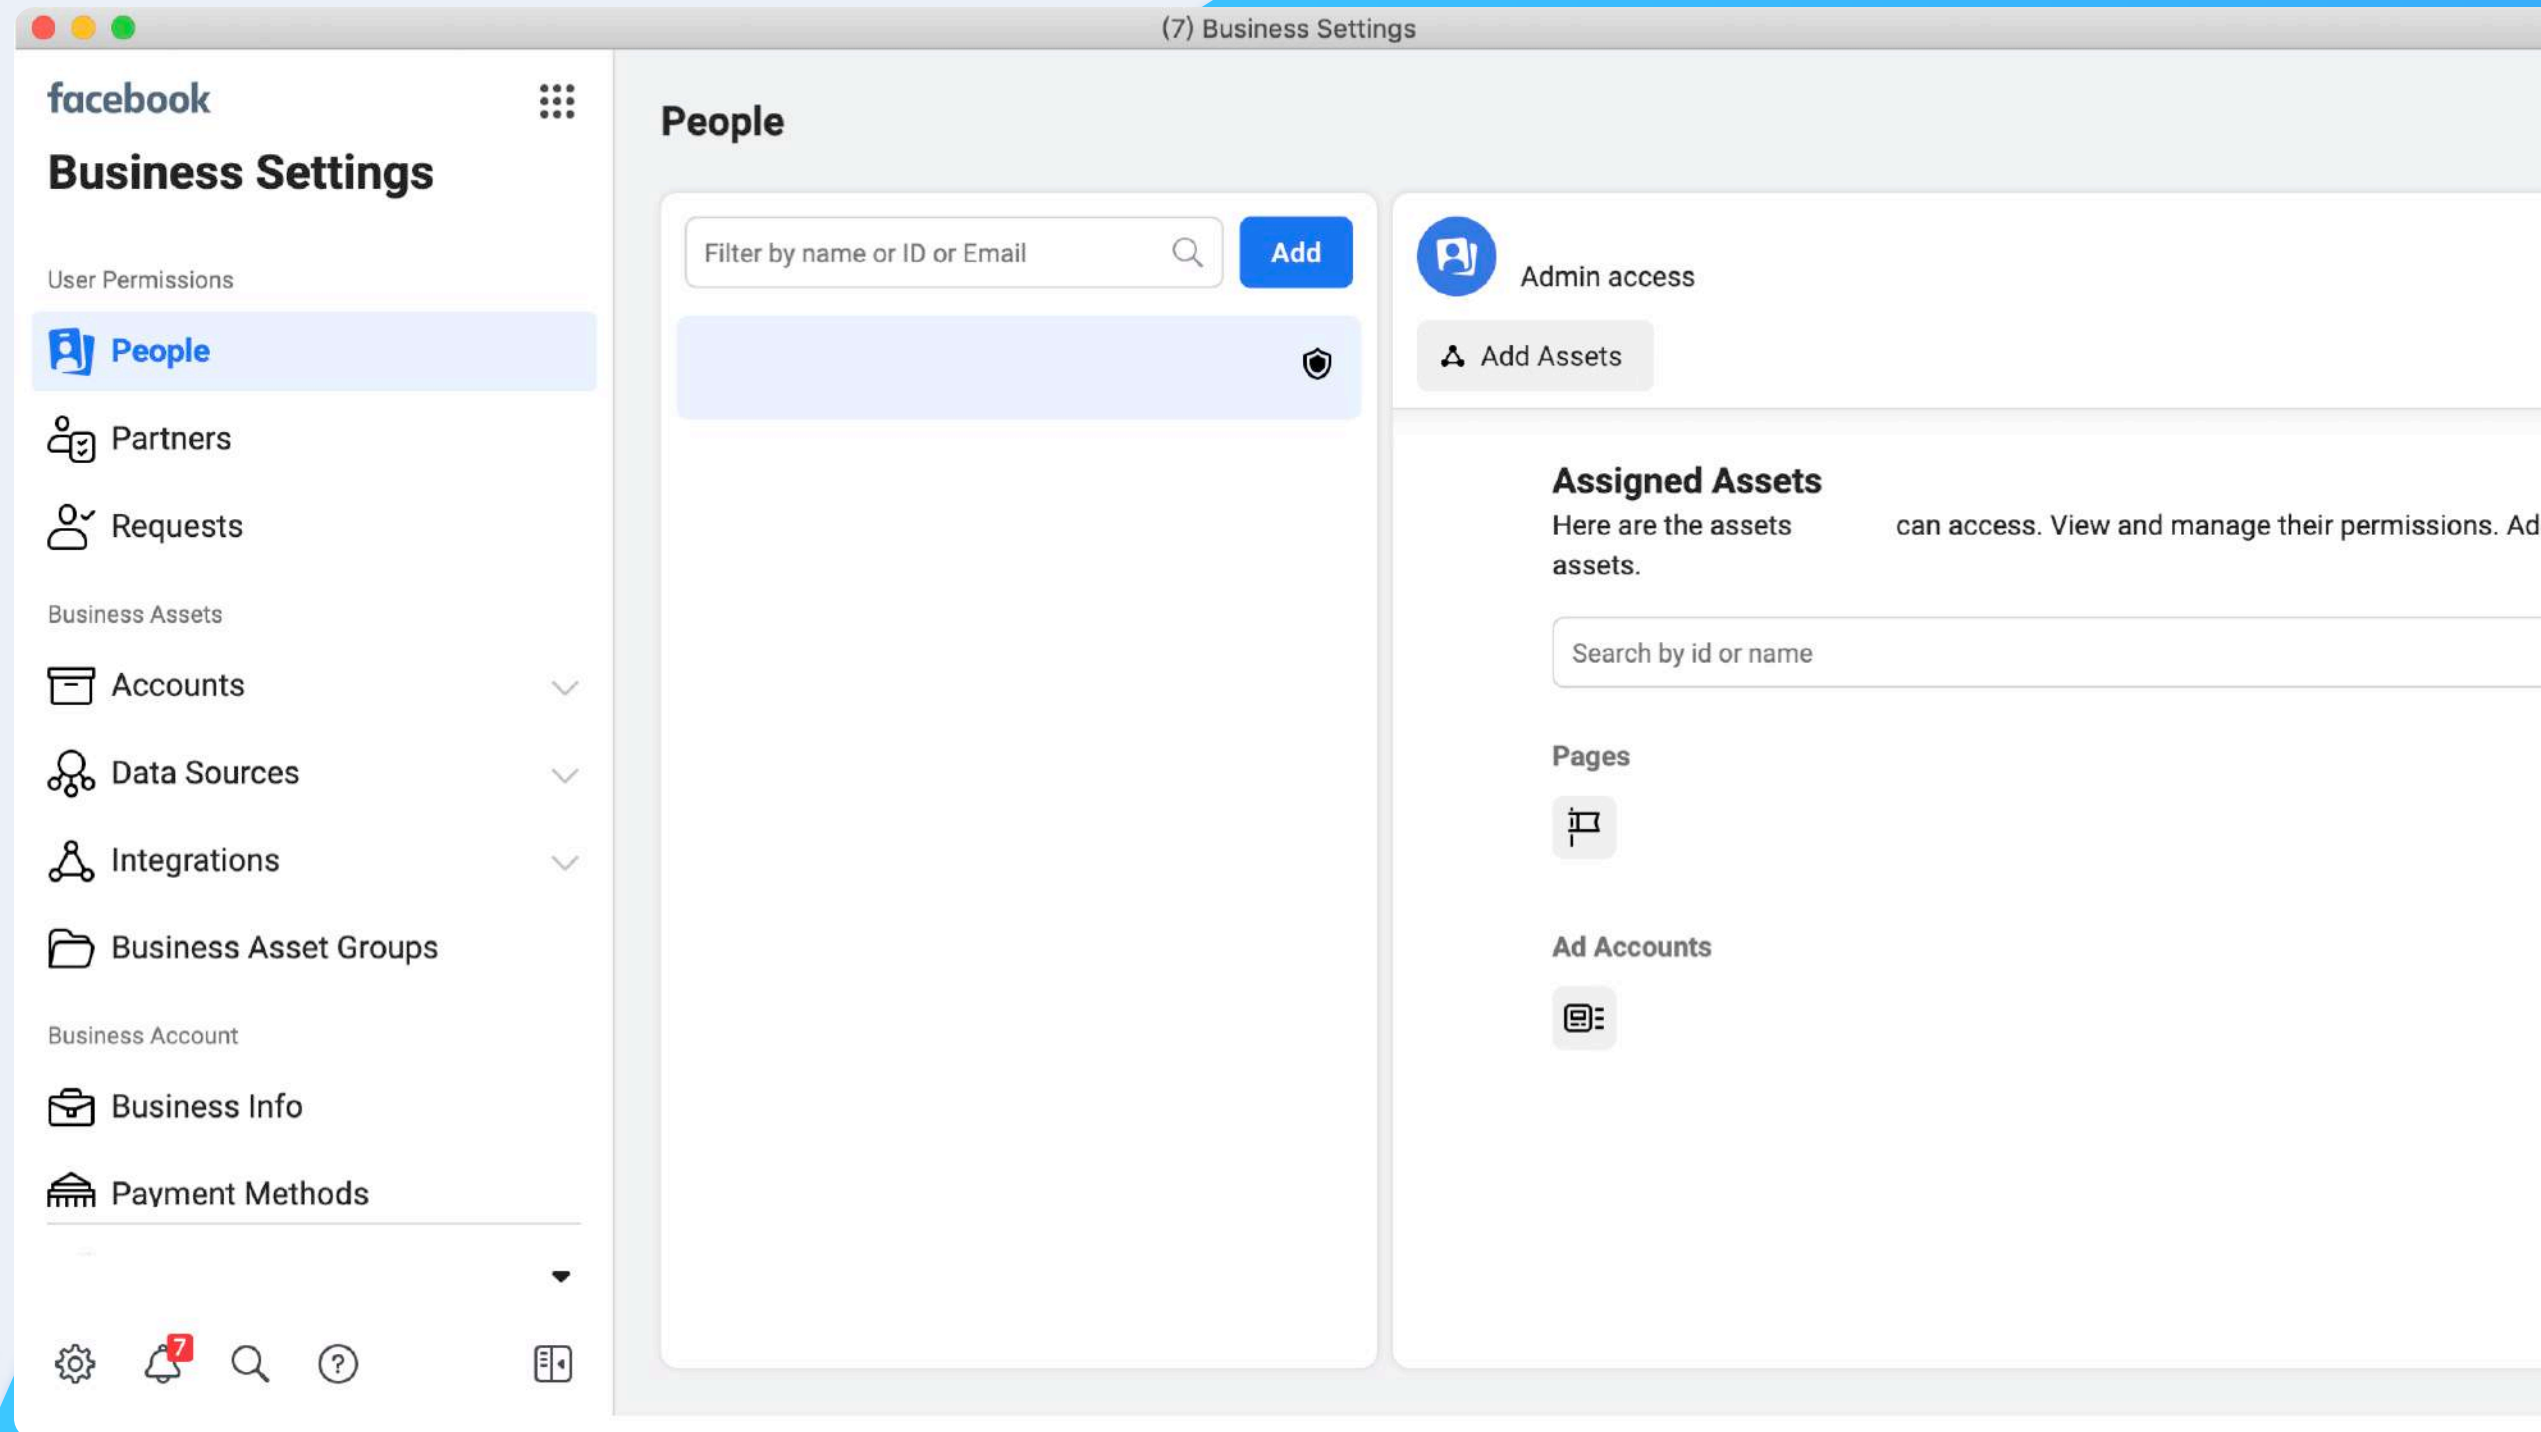 (7) Business Settings
facebook
Business Settings
User Permissions
People
Partners
Requests
Business Assets
Accounts
Data Sources
Integrations
Business Asset Groups
Business Account
Business Info
Payment Methods
7
People
Filter by name or ID or Email
Add
Admin access
Add Assets
Assigned Assets
Here are the assets can access. View and manage their permissions. Ad
assets.
Search by id or name
Pages
Ad Accounts